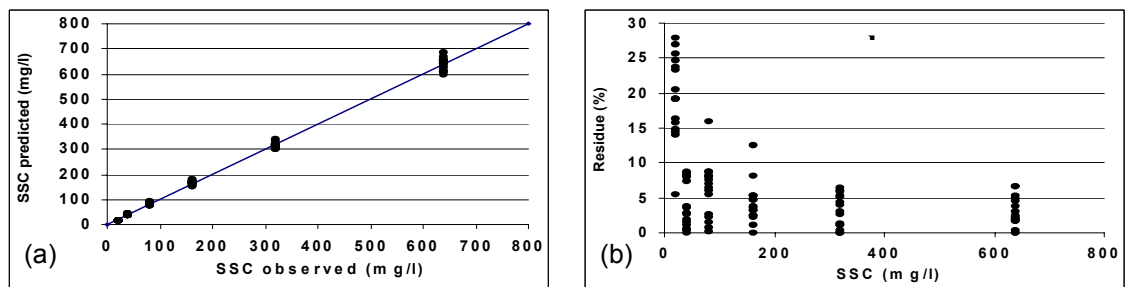 SSC predicted (mg/l)
800
700
600
500
400
300
200
100
0
0 100 200 300 400 500 600 700 800
SSC observed (mg/l)
(a)
Residue (%)
30
25
20
15
10
5
0
0 200 400 600 800
SSC (mg/l)
(b)